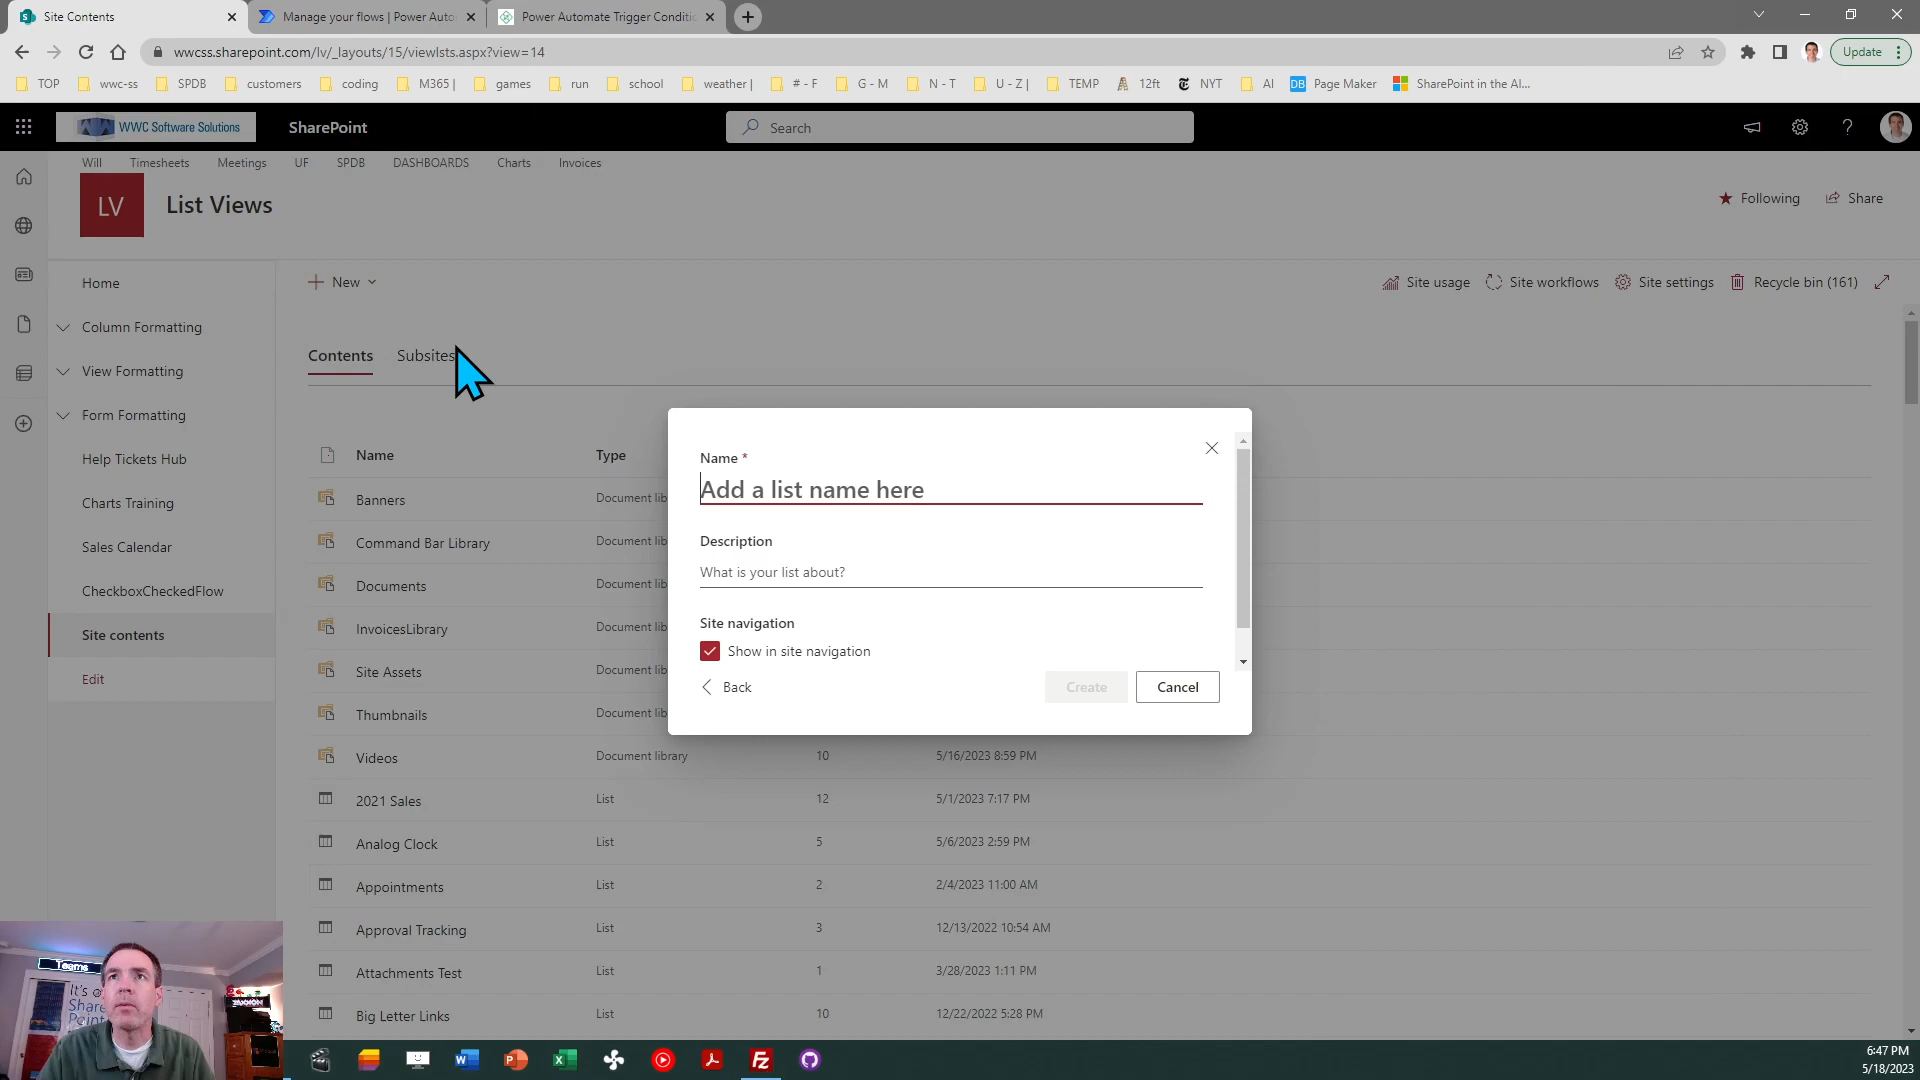 Site Contents
Manage your flows | Power Auto
Power Automate Trigger Conditi
wwcss.sharepoint.com/lv/_layouts/15/viewlsts.aspx?view=14
Update
TOP
wwc-ss
SPDB
customers
coding
M365 |
games
run
school
weather |
# - F
G - M
N - T
U - Z |
TEMP
12ft
NYT
AI
DB Page Maker
SharePoint in the AI...
WWC Software Solutions
SharePoint
Search
Will
Timesheets
Meetings
UF
SPDB
DASHBOARDS
Charts
Invoices
LV
List Views
Following
Share
Home
Column Formatting
View Formatting
Form Formatting
Help Tickets Hub
Charts Training
Sales Calendar
CheckboxCheckedFlow
Site contents
Edit
New
Site usage
Site workflows
Site settings
Recycle bin (161)
Contents
Subsites
Name
Type
Banners
Document lib
Command Bar Library
Document lib
Documents
Document lib
InvoicesLibrary
Document lib
Site Assets
Document lib
Thumbnails
Document lib
Videos
Document library
10
5/16/2023 8:59 PM
2021 Sales
List
12
5/1/2023 7:17 PM
Analog Clock
List
5
5/6/2023 2:59 PM
Appointments
List
2
2/4/2023 11:00 AM
Approval Tracking
List
3
12/13/2022 10:54 AM
Attachments Test
List
1
3/28/2023 1:11 PM
Big Letter Links
List
10
12/22/2022 5:28 PM
Name *
Add a list name here
Description
What is your list about?
Site navigation
Show in site navigation
Back
Create
Cancel
Teams
It's
Share
Point
6:47 PM
5/18/2023